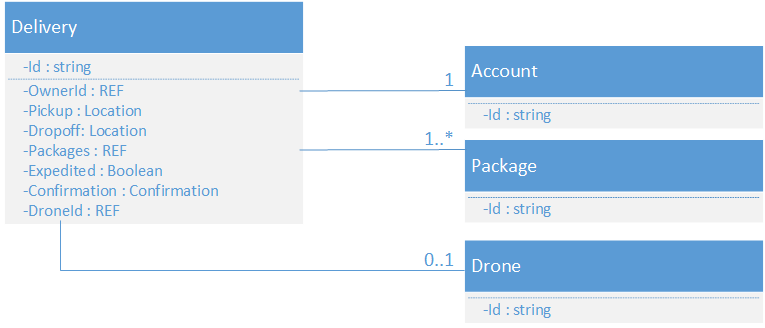 Delivery
-Id : string
-OwnerId : REF
-Pickup : Location
-Dropoff: Location
-Packages : REF
-Expedited : Boolean
-Confirmation : Confirmation
-DroneId : REF
1
Account
-Id : string
1..*
Package
-Id : string
0..1
Drone
-Id : string